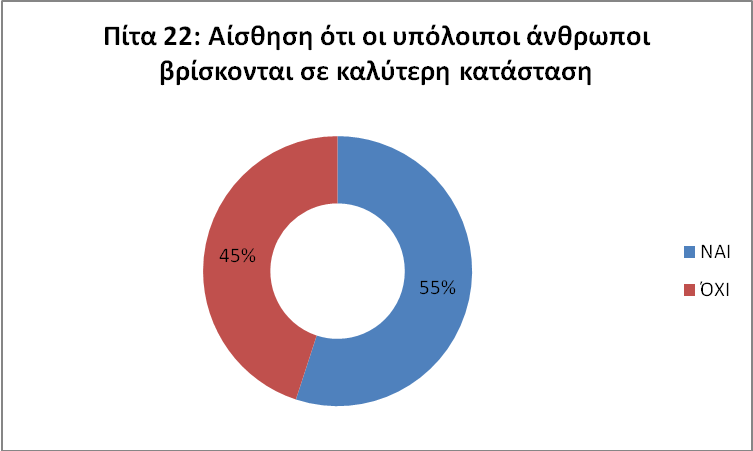 Πίτα 22: Αίσθηση ότι οι υπόλοιποι άνθρωποι
βρίσκονται σε καλύτερη κατάσταση
45%
55%
ΝΑΙ
ΌΧΙ